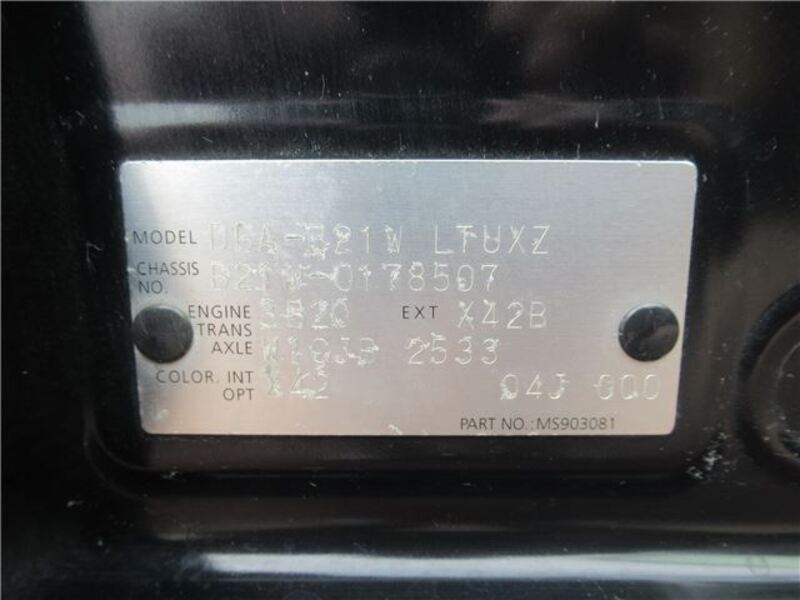 MODEL DBA-B21W LTUXZ
CHASSIS NO. B21W-0178507
ENGINE 3B20 EXT X42B
TRANS
AXLE W1C3B 2533
COLOR. INT X42 04J 000
OPT
PART NO.:MS903081